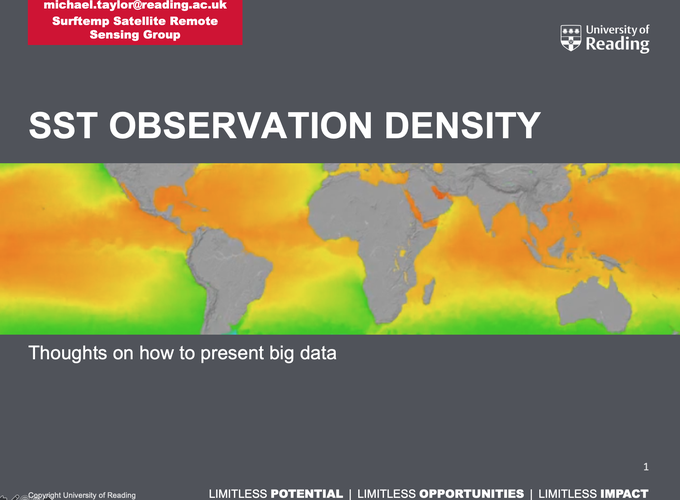 michael.taylor@reading.ac.uk
Surftemp Satellite Remote
Sensing Group
University of
Reading
SST OBSERVATION DENSITY
Thoughts on how to present big data
1
Copyright University of Reading
LIMITLESS POTENTIAL | LIMITLESS OPPORTUNITIES | LIMITLESS IMPACT